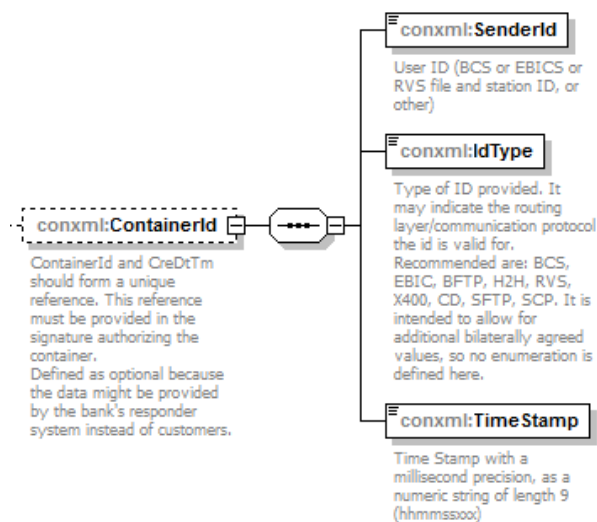 conxml:SenderId
User ID (BCS or EBICS or
RVS file and station ID, or
other)
conxml:IdType
Type of ID provided. It
may indicate the routing
layer/communication protocol
the id is valid for.
Recommended are: BCS,
EBIC, BFTP, H2H, RVS,
X400, CD, SFTP, SCP. It is
intended to allow for
additional bilaterally agreed
values, so no enumeration is
defined here.
conxml:ContainerId
ContainerId and CreDtTm
should form a unique
reference. This reference
must be provided in the
signature authorizing the
container.
Defined as optional because
the data might be provided
by the bank's responder
system instead of customers.
conxml:TimeStamp
Time Stamp with a
millisecond precision, as a
numeric string of length 9
(hhmmssxxx)